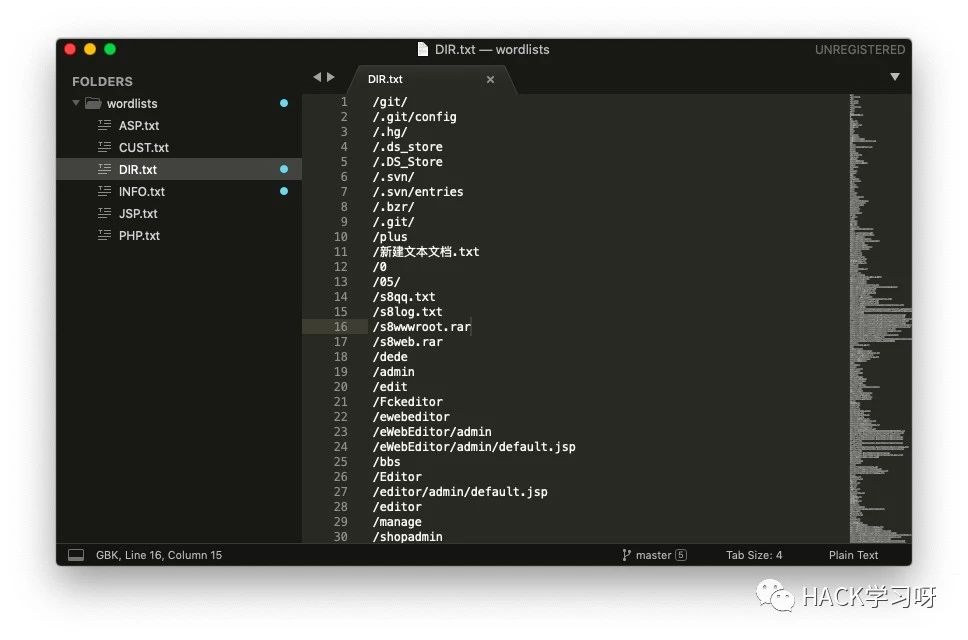 DIR.txt — wordlists
UNREGISTERED
FOLDERS
wordlists
ASP.txt
CUST.txt
DIR.txt
INFO.txt
JSP.txt
PHP.txt
DIR.txt
1 /git/
2 /.git/config
3 /.hg/
4 /.ds_store
5 /.DS_Store
6 /.svn/
7 /.svn/entries
8 /.bzr/
9 /.git/
10 /plus
11 /新建文本文档.txt
12 /0
13 /05/
14 /s8qq.txt
15 /s8log.txt
16 /s8wwwroot.rar
17 /s8web.rar
18 /dede
19 /admin
20 /edit
21 /Fckeditor
22 /ewebeditor
23 /eWebEditor/admin
24 /eWebEditor/admin/default.jsp
25 /bbs
26 /Editor
27 /editor/admin/default.jsp
28 /editor
29 /manage
30 /shopadmin
GBK, Line 16, Column 15
master 5
Tab Size: 4
Plain Text
HACK学习呀